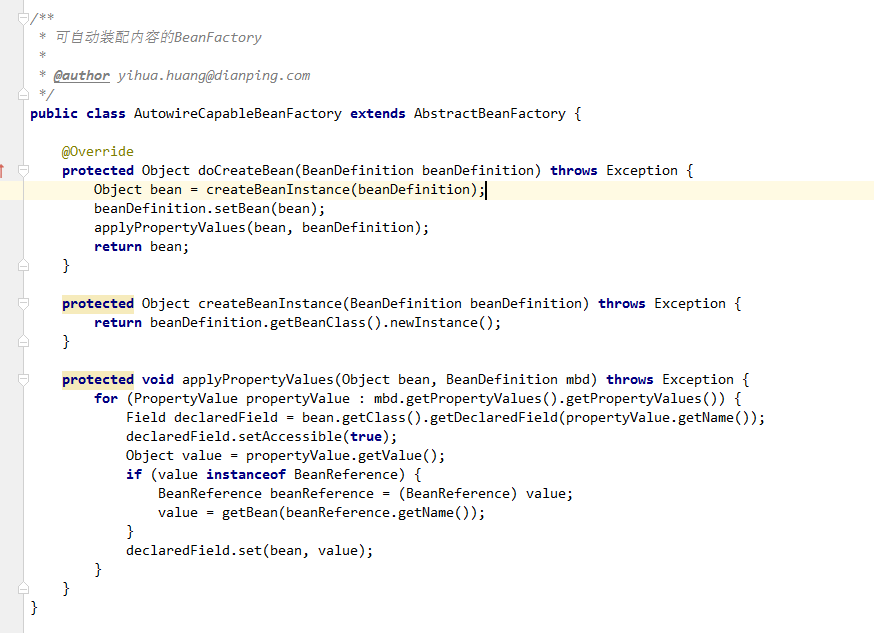 /**
 * 可自动装配内容的BeanFactory
 *
 * @author yihua.huang@dianping.com
 */
public class AutowireCapableBeanFactory extends AbstractBeanFactory {

    @Override
    protected Object doCreateBean(BeanDefinition beanDefinition) throws Exception {
        Object bean = createBeanInstance(beanDefinition);
        beanDefinition.setBean(bean);
        applyPropertyValues(bean, beanDefinition);
        return bean;
    }

    protected Object createBeanInstance(BeanDefinition beanDefinition) throws Exception {
        return beanDefinition.getBeanClass().newInstance();
    }

    protected void applyPropertyValues(Object bean, BeanDefinition mbd) throws Exception {
        for (PropertyValue propertyValue : mbd.getPropertyValues().getPropertyValues()) {
            Field declaredField = bean.getClass().getDeclaredField(propertyValue.getName());
            declaredField.setAccessible(true);
            Object value = propertyValue.getValue();
            if (value instanceof BeanReference) {
                BeanReference beanReference = (BeanReference) value;
                value = getBean(beanReference.getName());
            }
            declaredField.set(bean, value);
        }
    }
}